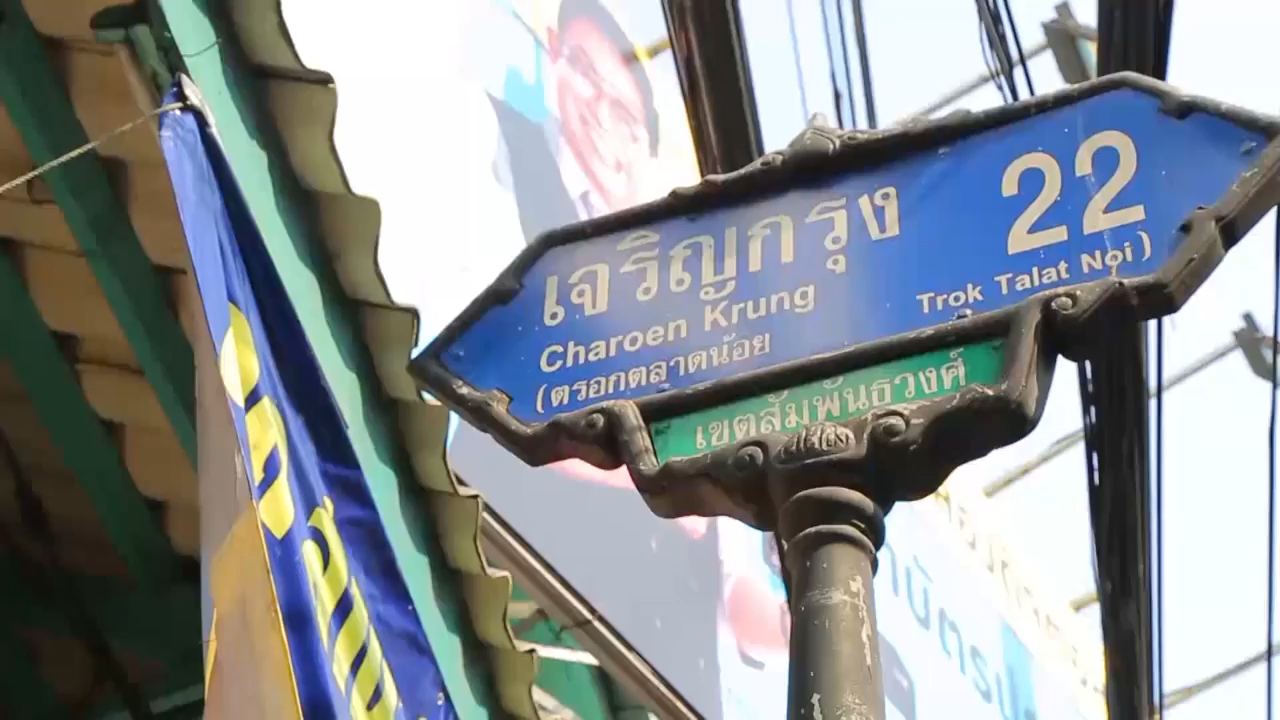 เจริญกรุง 22
Charoen Krung
(ตรอกตลาดน้อย Trok Talat Noi)
เขตสัมพันธวงศ์